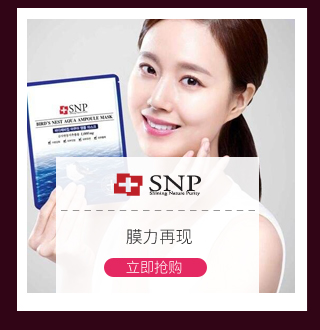 SNP
BIRD'S NEST AQUA AMPOULE MASK
SNP
Shining Nature Purity
膜力再现
立即抢购